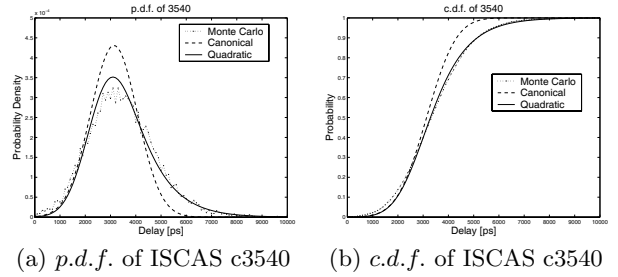 p.d.f. of 3540
5 x 10⁻⁴
4.5
4
3.5
3
2.5
2
1.5
1
0.5
0
Probability Density
Monte Carlo
Canonical
Quadratic
0 1000 2000 3000 4000 5000 6000 7000 8000 9000 10000
Delay [ps]
(a) p.d.f. of ISCAS c3540
c.d.f. of 3540
1
0.9
0.8
0.7
0.6
0.5
0.4
0.3
0.2
0.1
0
Probability
Monte Carlo
Canonical
Quadratic
0 1000 2000 3000 4000 5000 6000 7000 8000 9000 10000
Delay [ps]
(b) c.d.f. of ISCAS c3540